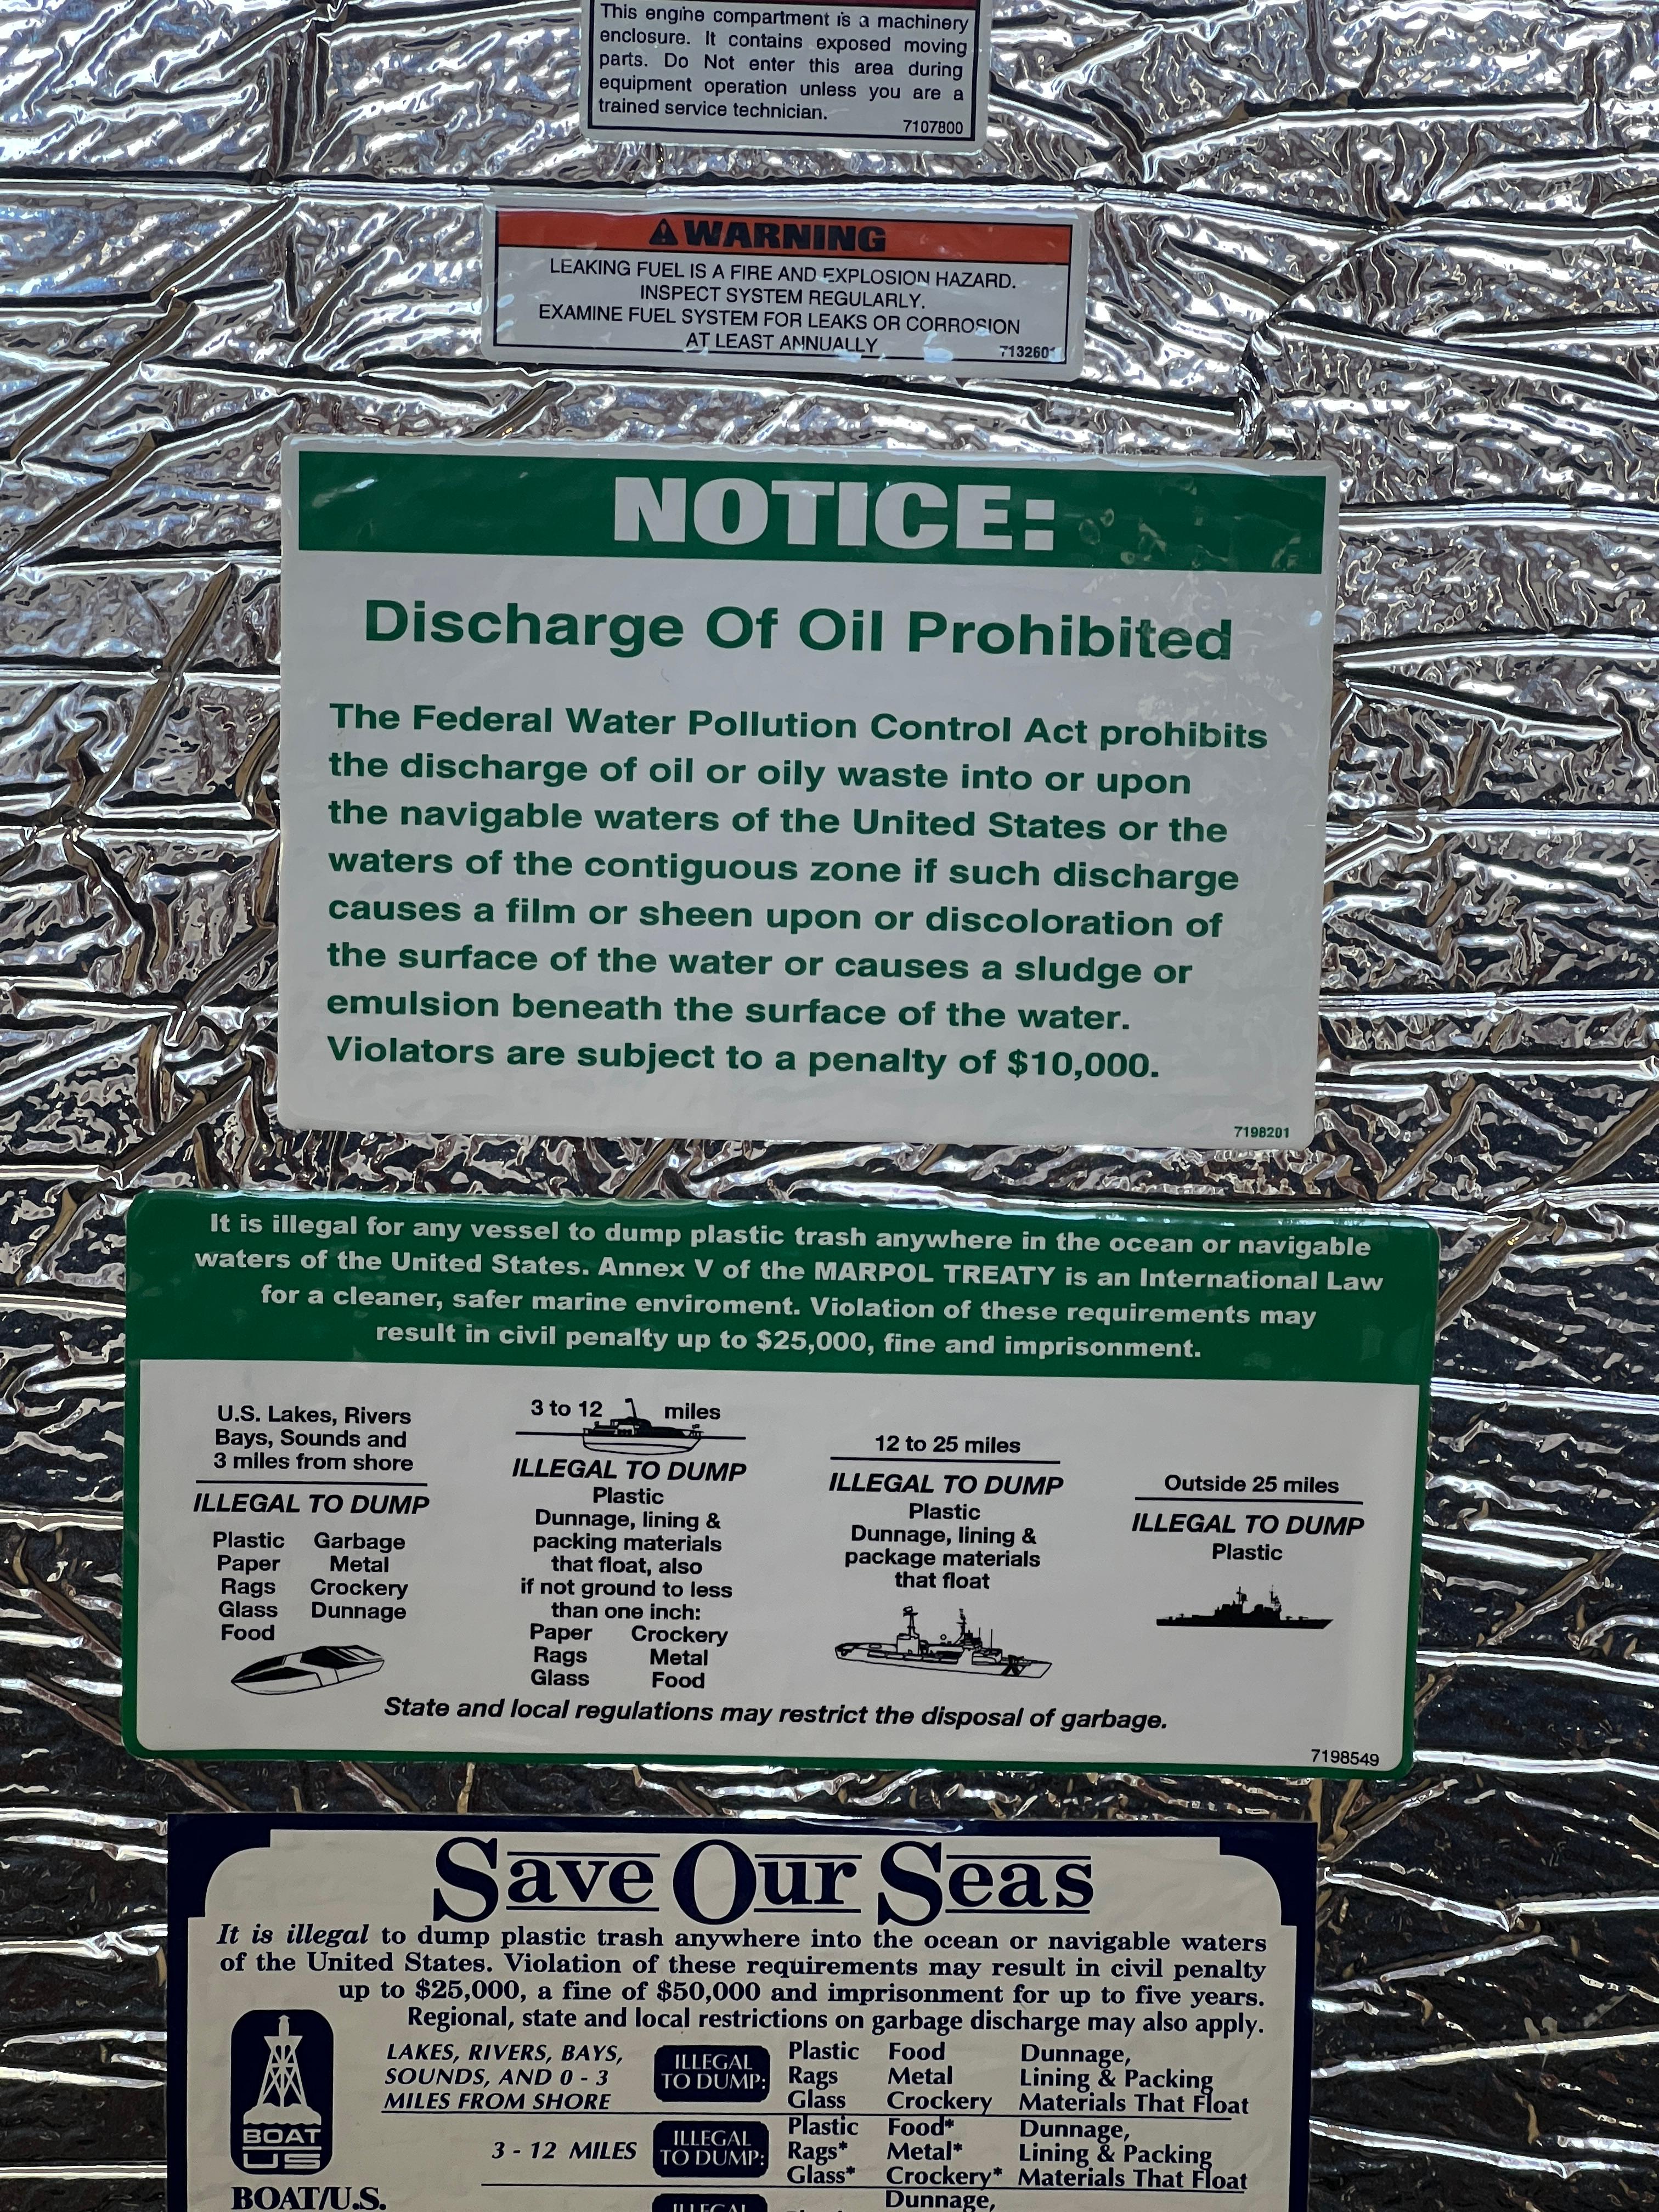 This engine compartment is a machinery
enclosure. It contains exposed moving
parts. Do Not enter this area during
equipment operation unless you are a
trained service technician.
7107800
WARNING
LEAKING FUEL IS A FIRE AND EXPLOSION HAZARD.
INSPECT SYSTEM REGULARLY.
EXAMINE FUEL SYSTEM FOR LEAKS OR CORROSION
AT LEAST ANNUALLY
7132601
NOTICE:
Discharge Of Oil Prohibited
The Federal Water Pollution Control Act prohibits
the discharge of oil or oily waste into or upon
the navigable waters of the United States or the
waters of the contiguous zone if such discharge
causes a film or sheen upon or discoloration of
the surface of the water or causes a sludge or
emulsion beneath the surface of the water.
Violators are subject to a penalty of $10,000.
7198201
It is illegal for any vessel to dump plastic trash anywhere in the ocean or navigable
waters of the United States. Annex V of the MARPOL TREATY is an International Law
for a cleaner, safer marine enviroment. Violation of these requirements may
result in civil penalty up to $25,000, fine and imprisonment.
U.S. Lakes, Rivers
Bays, Sounds and
3 miles from shore
ILLEGAL TO DUMP
Plastic Garbage
Paper Metal
Rags Crockery
Glass Dunnage
Food
3 to 12 miles
ILLEGAL TO DUMP
Plastic
Dunnage, lining &
packing materials
that float, also
if not ground to less
than one inch:
Paper Crockery
Rags Metal
Glass Food
12 to 25 miles
ILLEGAL TO DUMP
Plastic
Dunnage, lining &
package materials
that float
Outside 25 miles
ILLEGAL TO DUMP
Plastic
State and local regulations may restrict the disposal of garbage.
7198549
Save Our Seas
It is illegal to dump plastic trash anywhere into the ocean or navigable waters
of the United States. Violation of these requirements may result in civil penalty
up to $25,000, a fine of $50,000 and imprisonment for up to five years.
Regional, state and local restrictions on garbage discharge may also apply.
BOAT
US
BOAT/U.S.
LAKES, RIVERS, BAYS,
SOUNDS, AND 0 - 3
MILES FROM SHORE
ILLEGAL
TO DUMP:
Plastic Food Dunnage,
Rags Metal Lining & Packing
Glass Crockery Materials That Float
3 - 12 MILES
ILLEGAL
TO DUMP:
Plastic Food* Dunnage,
Rags* Metal* Lining & Packing
Glass* Crockery* Materials That Float
ILLEGAL
Dunnage,